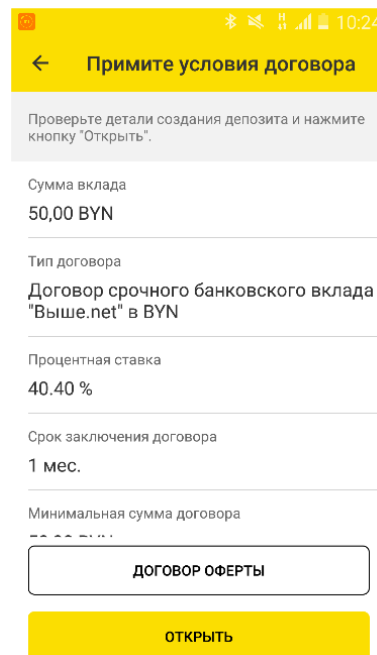 10:24
Примите условия договора
Проверьте детали создания депозита и нажмите
кнопку "Открыть".
Сумма вклада
50,00 BYN
Тип договора
Договор срочного банковского вклада
"Выше.net" в BYN
Процентная ставка
40.40 %
Срок заключения договора
1 мес.
Минимальная сумма договора
ДОГОВОР ОФЕРТЫ
ОТКРЫТЬ